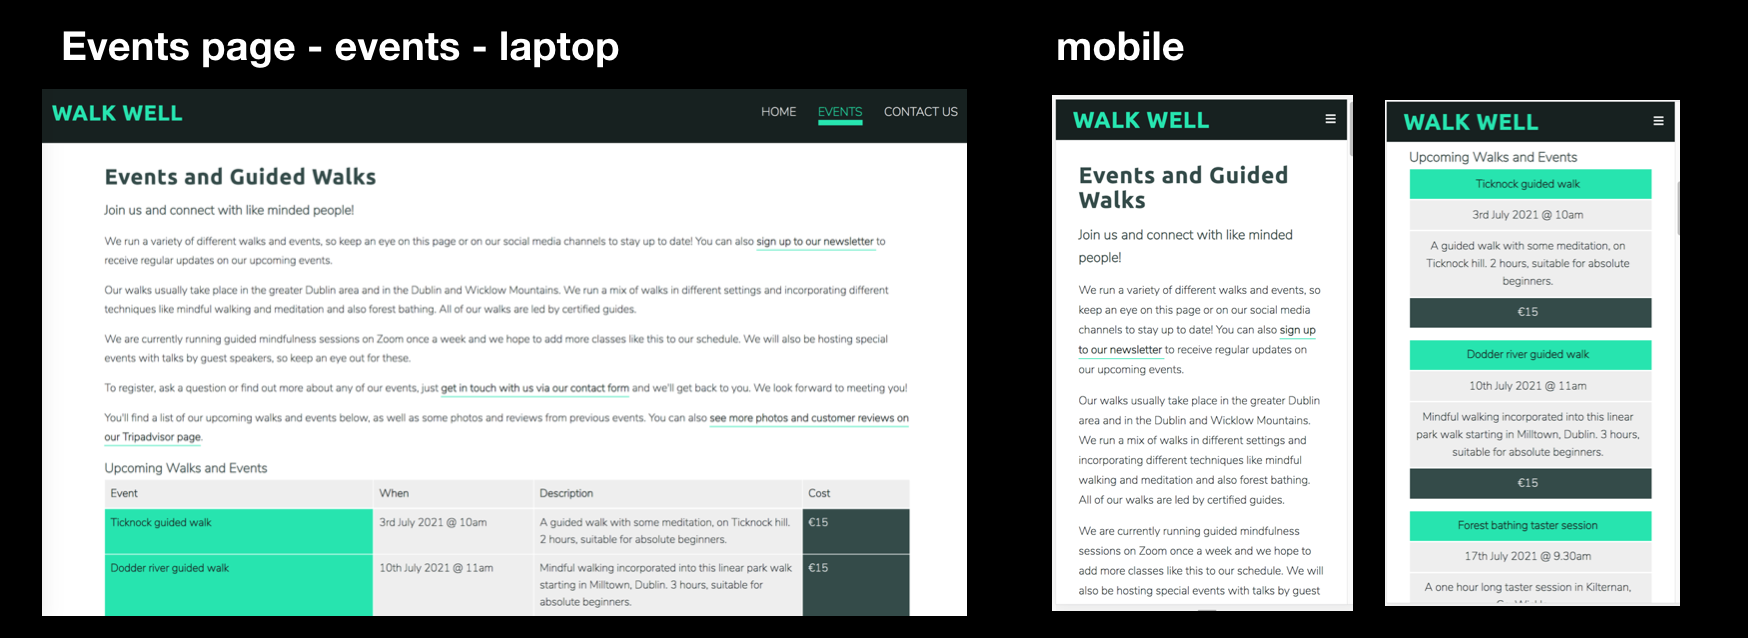 Events page - events - laptop
mobile
WALK WELL
HOME EVENTS CONTACT US
Events and Guided Walks
Join us and connect with like minded people!
We run a variety of different walks and events, so keep an eye on this page or on our social media channels to stay up to date! You can also sign up to our newsletter to
receive regular updates on our upcoming events.
Our walks usually take place in the greater Dublin area and in the Dublin and Wicklow Mountains. We run a mix of walks in different settings and incorporating different
techniques like mindful walking and meditation and also forest bathing. All of our walks are led by certified guides.
We are currently running guided mindfulness sessions on Zoom once a week and we hope to add more classes like this to our schedule. We will also be hosting special
events with talks by guest speakers, so keep an eye out for these.
To register, ask a question or find out more about any of our events, just get in touch with us via our contact form and we'll get back to you. We look forward to meeting you!
You'll find a list of our upcoming walks and events below, as well as some photos and reviews from previous events. You can also see more photos and customer reviews on
our Tripadvisor page.
Upcoming Walks and Events
Event When Description Cost
Ticknock guided walk 3rd July 2021 @ 10am A guided walk with some meditation, on Ticknock hill. €15
2 hours, suitable for absolute beginners.
Dodder river guided walk 10th July 2021 @ 11am Mindful walking incorporated into this linear park walk €15
starting in Milltown, Dublin. 3 hours, suitable for
absolute beginners.
WALK WELL
Events and Guided
Walks
Join us and connect with like minded
people!
We run a variety of different walks and events, so
keep an eye on this page or on our social media
channels to stay up to date! You can also sign up
to our newsletter to receive regular updates on
our upcoming events.
Our walks usually take place in the greater Dublin
area and in the Dublin and Wicklow Mountains.
We run a mix of walks in different settings and
incorporating different techniques like mindful
walking and meditation and also forest bathing.
All of our walks are led by certified guides.
We are currently running guided mindfulness
sessions on Zoom once a week and we hope to
add more classes like this to our schedule. We will
also be hosting special events with talks by guest
WALK WELL
Upcoming Walks and Events
Ticknock guided walk
3rd July 2021 @ 10am
A guided walk with some meditation, on
Ticknock hill. 2 hours, suitable for absolute
beginners.
€15
Dodder river guided walk
10th July 2021 @ 11am
Mindful walking incorporated into this linear
park walk starting in Milltown, Dublin. 3 hours,
suitable for absolute beginners.
€15
Forest bathing taster session
17th July 2021 @ 9.30am
A one hour long taster session in Kilternan,